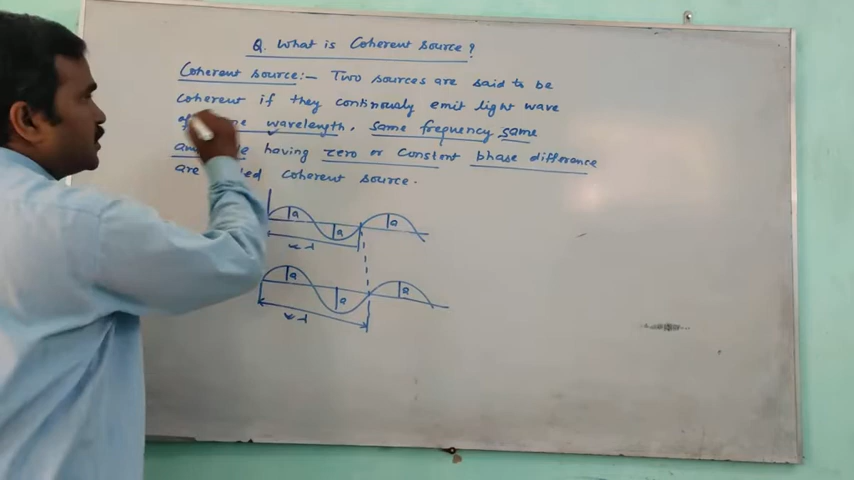 Q. What is Coherent Source?
Coherent source:— Two sources are said to be
coherent if they continously emit light wave
wavelength, same frequency same
having zero or constant phase difference
are coherent source.
a
a
a
λ
a
a
a
λ